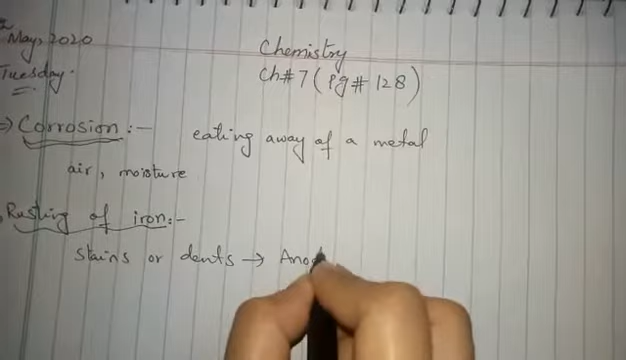 May, 2020
Tuesday.
Chemistry
Ch#7 (Pg# 128)
=> Corrosion :- eating away of a metal
air, moisture
Rusting of iron:-
Stains or dents →